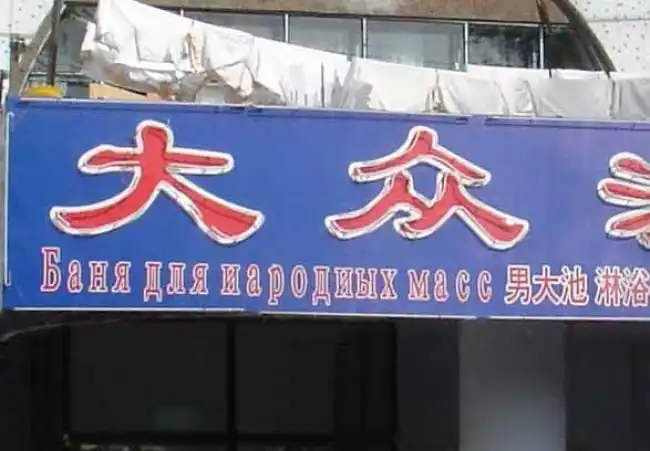 大众
Баня для иародиых масс 男大池 淋浴